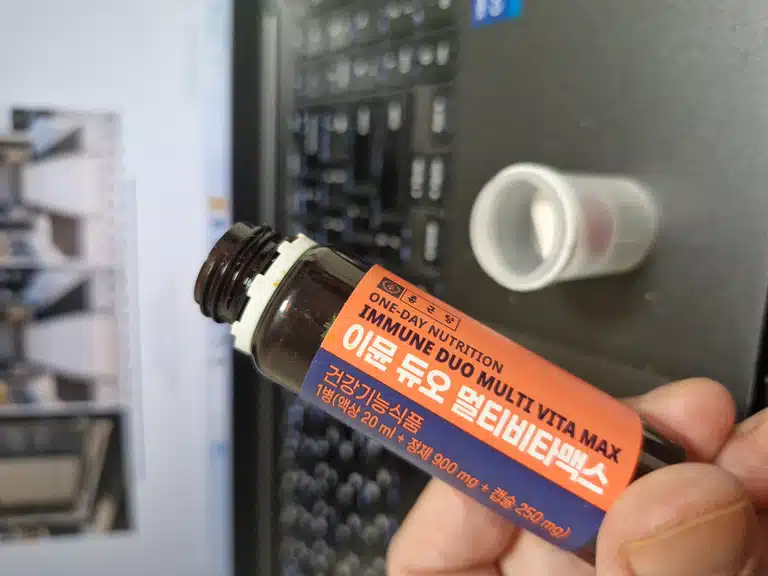 종근당
ONE-DAY NUTRITION
IMMUNE DUO MULTI VITA MAX
이뮨 듀오 멀티비타맥스
건강기능식품
1병(액상 20 ml + 정제 900 mg + 캡슐 250 mg)